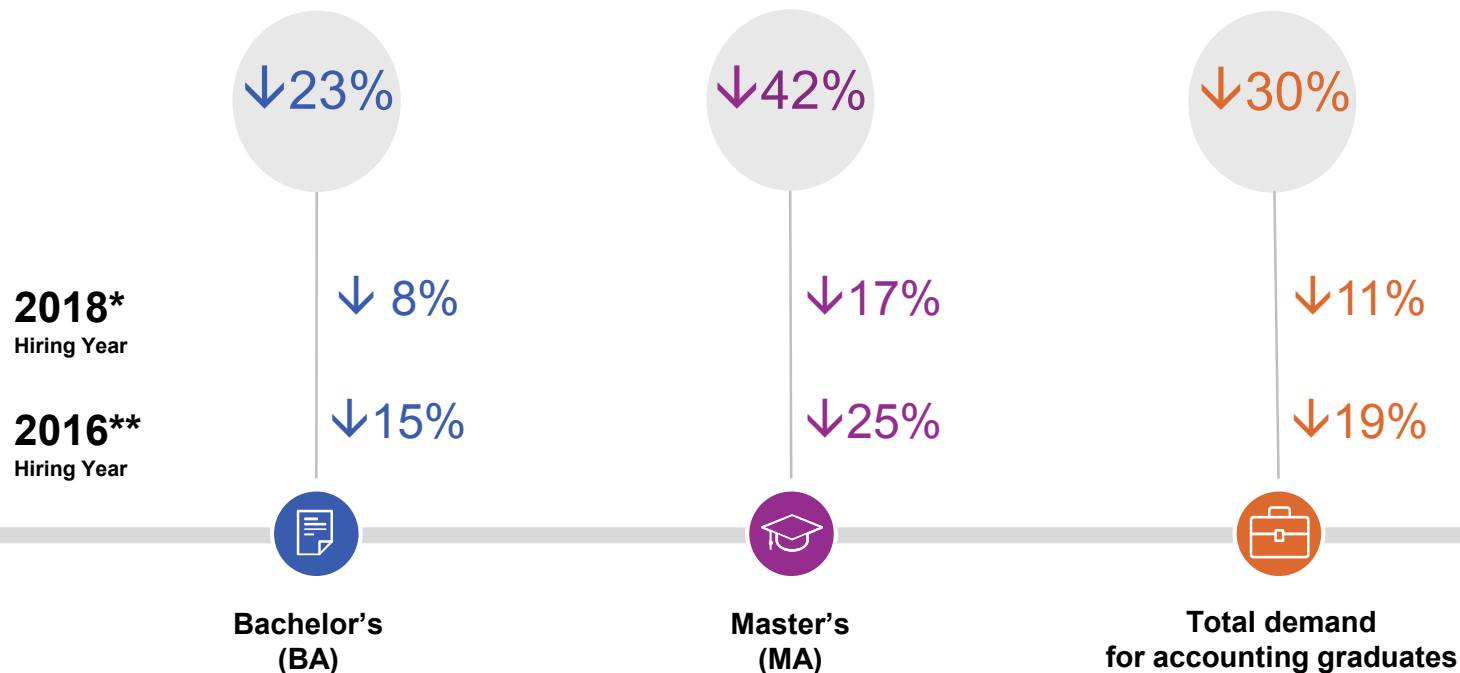 ↓23% ↓42% ↓30%
2018* ↓ 8% ↓17% ↓11%
Hiring Year
2016** ↓15% ↓25% ↓19%
Hiring Year
Bachelor’s Master’s Total demand
(BA) (MA) for accounting graduates